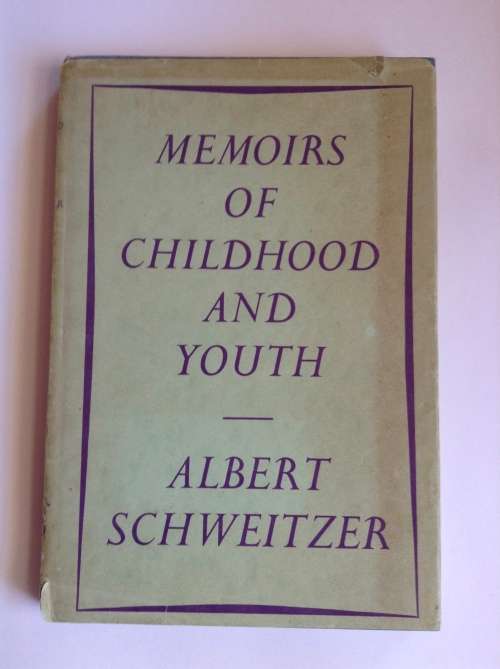 MEMOIRS
OF
CHILDHOOD
AND
YOUTH
ALBERT
SCHWEITZER